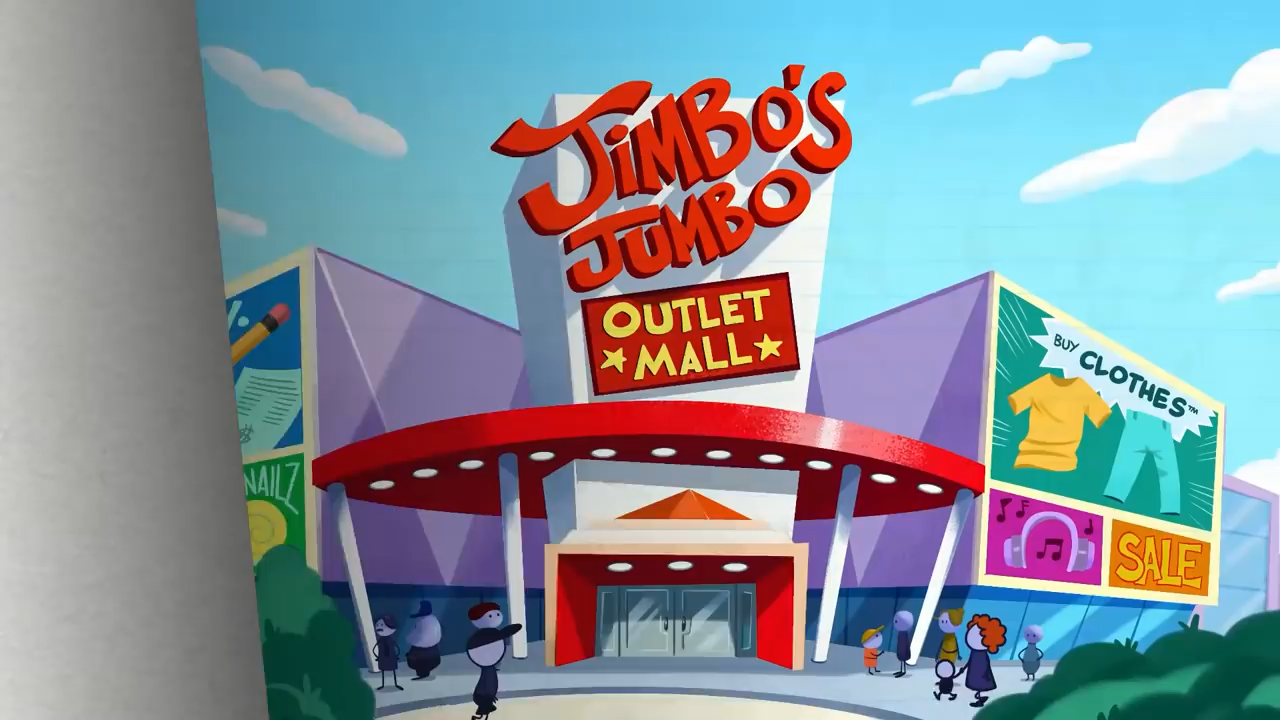 JiMBO'S
JUMBO
OUTLET
MALL
BUY CLOTHES™
NAILZ
SALE